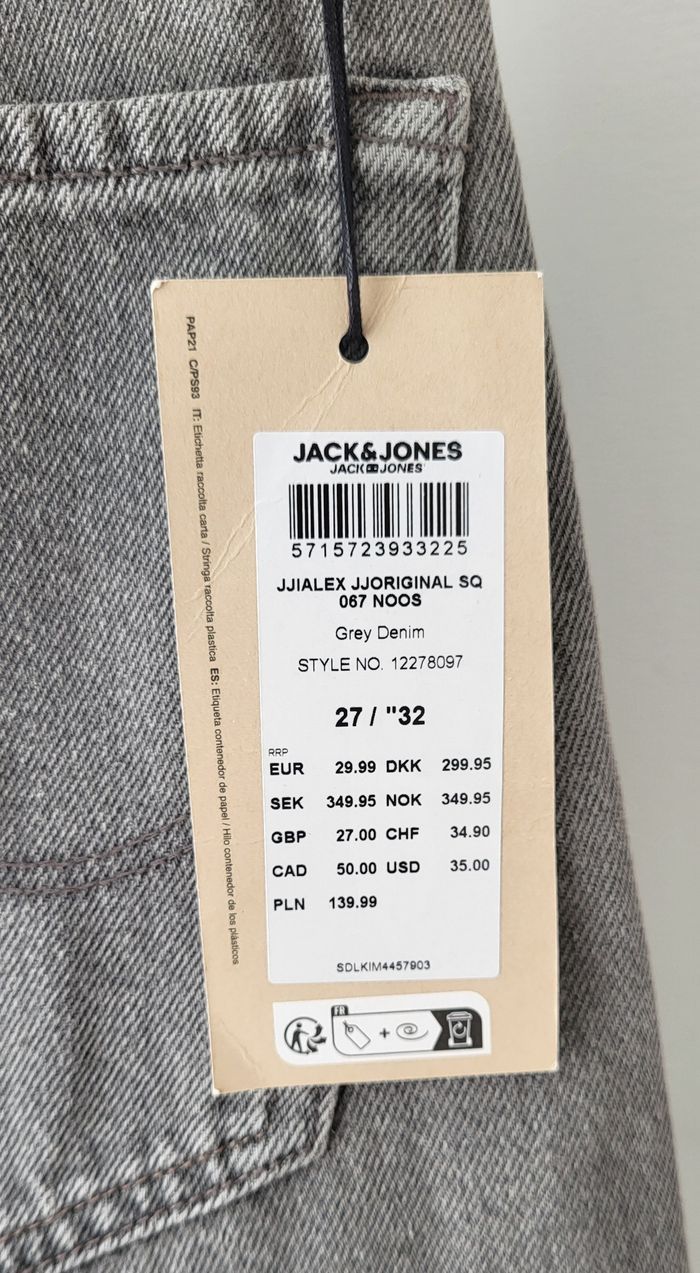 PAP21 C/PS93 IT: Etichetta raccolta carta / Stringa raccolta plastica ES: Etiqueta contenedor de papel / Hilo contenedor de los plásticos
JACK&JONES
JACK JONES
5715723933225
JJIALEX JJORIGINAL SQ
067 NOOS
Grey Denim
STYLE NO. 12278097
27 / "32
RRP
EUR 29.99 DKK 299.95
SEK 349.95 NOK 349.95
GBP 27.00 CHF 34.90
CAD 50.00 USD 35.00
PLN 139.99
SDLKIM4457903
FR
+